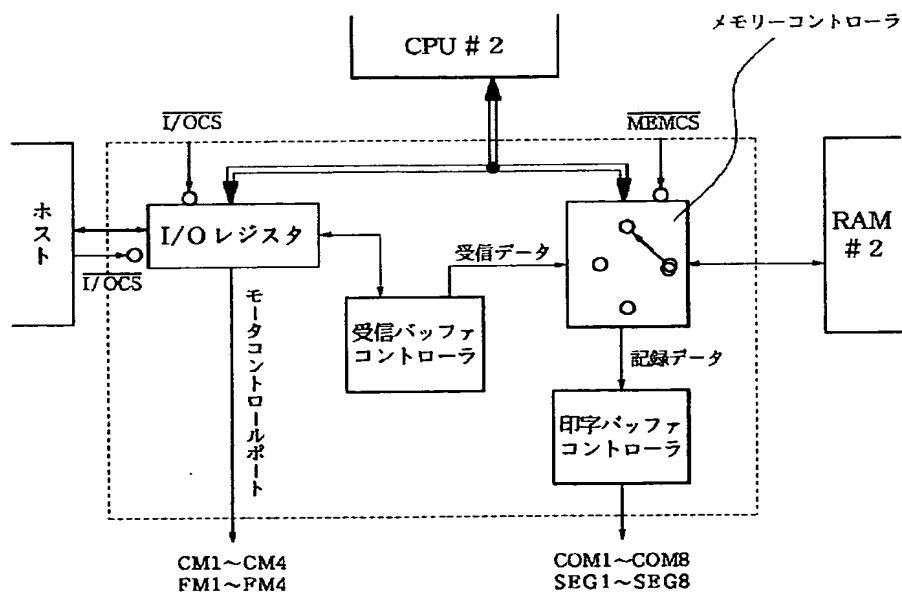 メモリーコントローラ
CPU # 2
I/OCS
MEMCS
ホスト
I/O レジスタ
I/OCS
受信データ
RAM
# 2
モータコントロールポート
受信バッファ
コントローラ
記録データ
印字バッファ
コントローラ
CM1～CM4
FM1～FM4
COM1～COM8
SEG1～SEG8